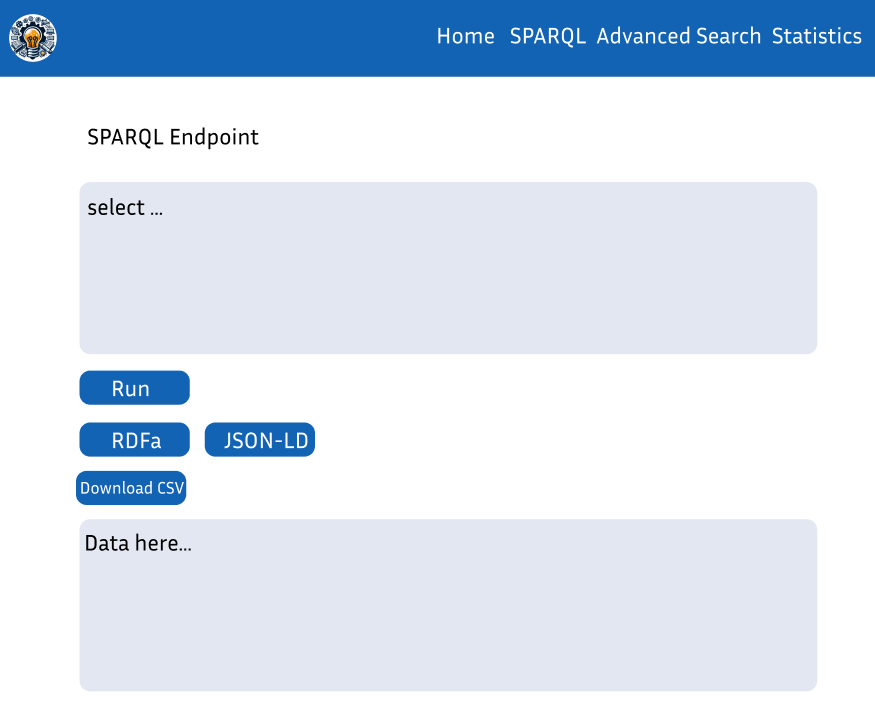 Home SPARQL Advanced Search Statistics
SPARQL Endpoint
select ...
Run
RDFa JSON-LD
Download CSV
Data here...